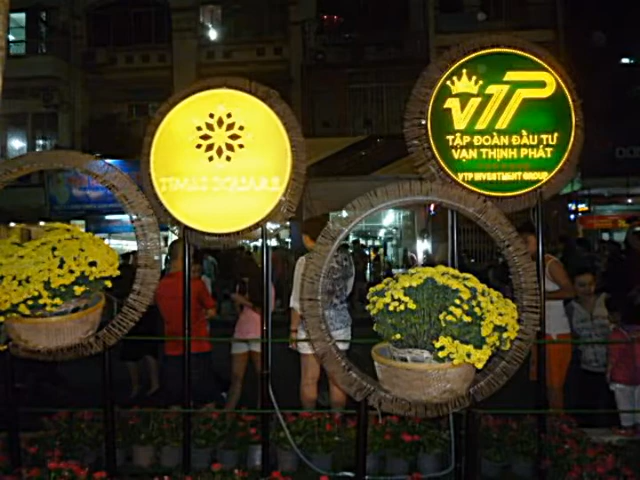 TIMES SQUARE
VTP
TẬP ĐOÀN ĐẦU TƯ
VẠN THỊNH PHÁT
VTP INVESTMENT GROUP